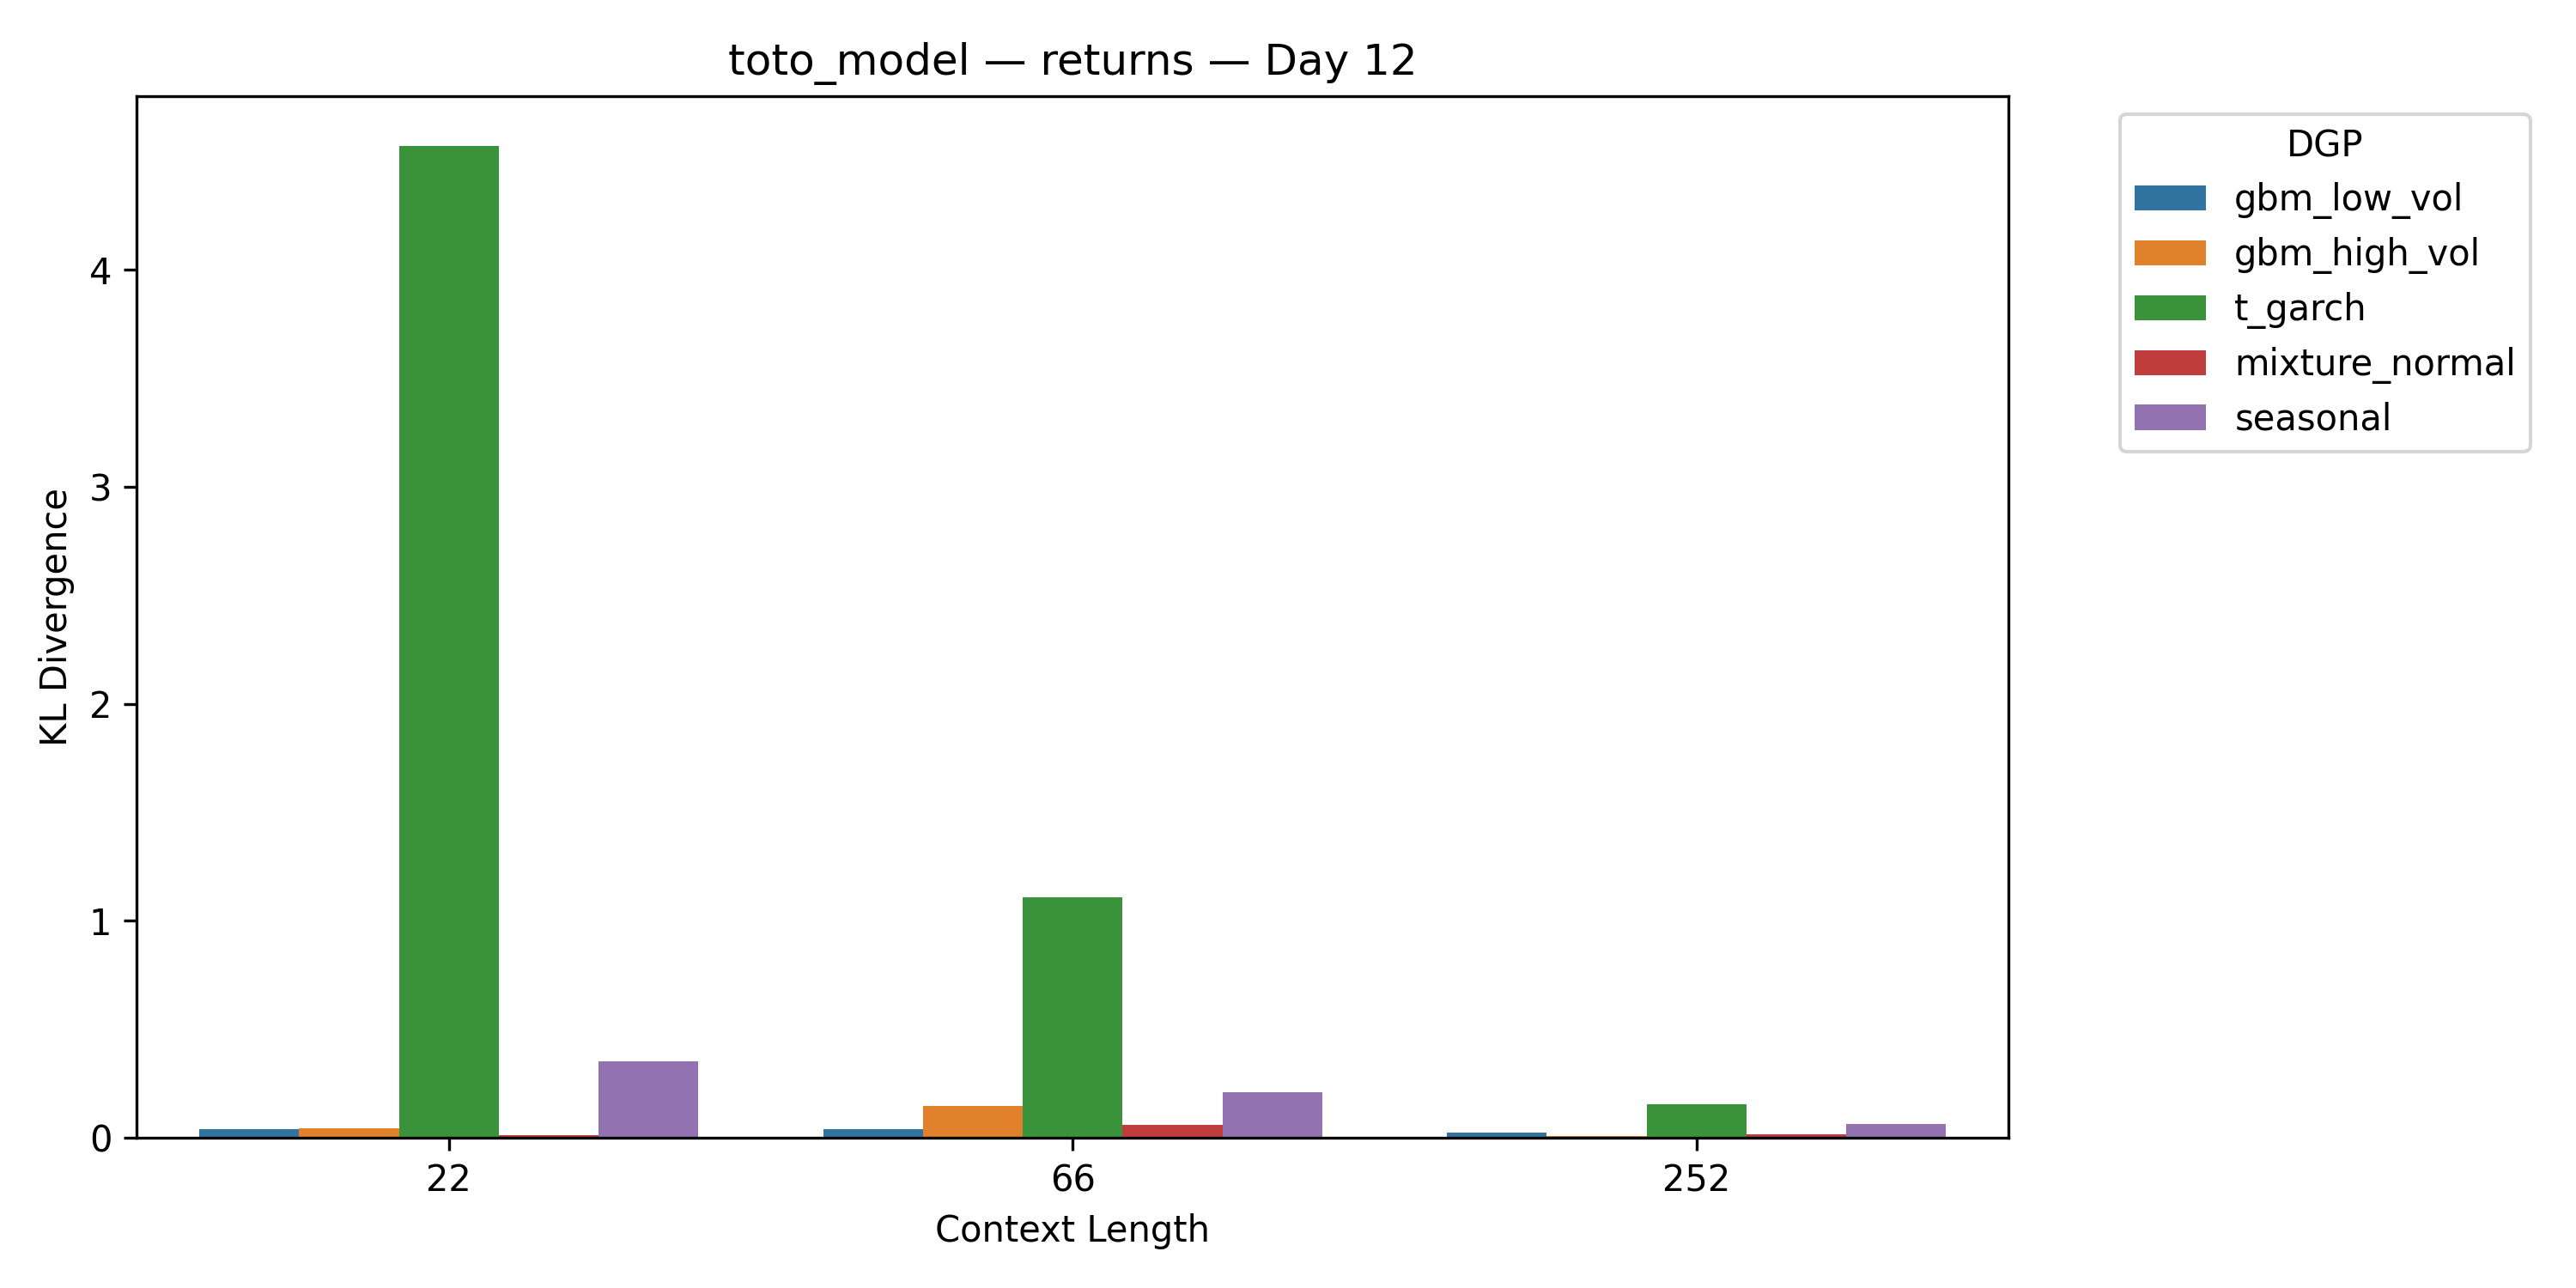 toto_model — returns — Day 12
KL Divergence
4
3
2
1
0
22
66
252
Context Length
DGP
gbm_low_vol
gbm_high_vol
t_garch
mixture_normal
seasonal